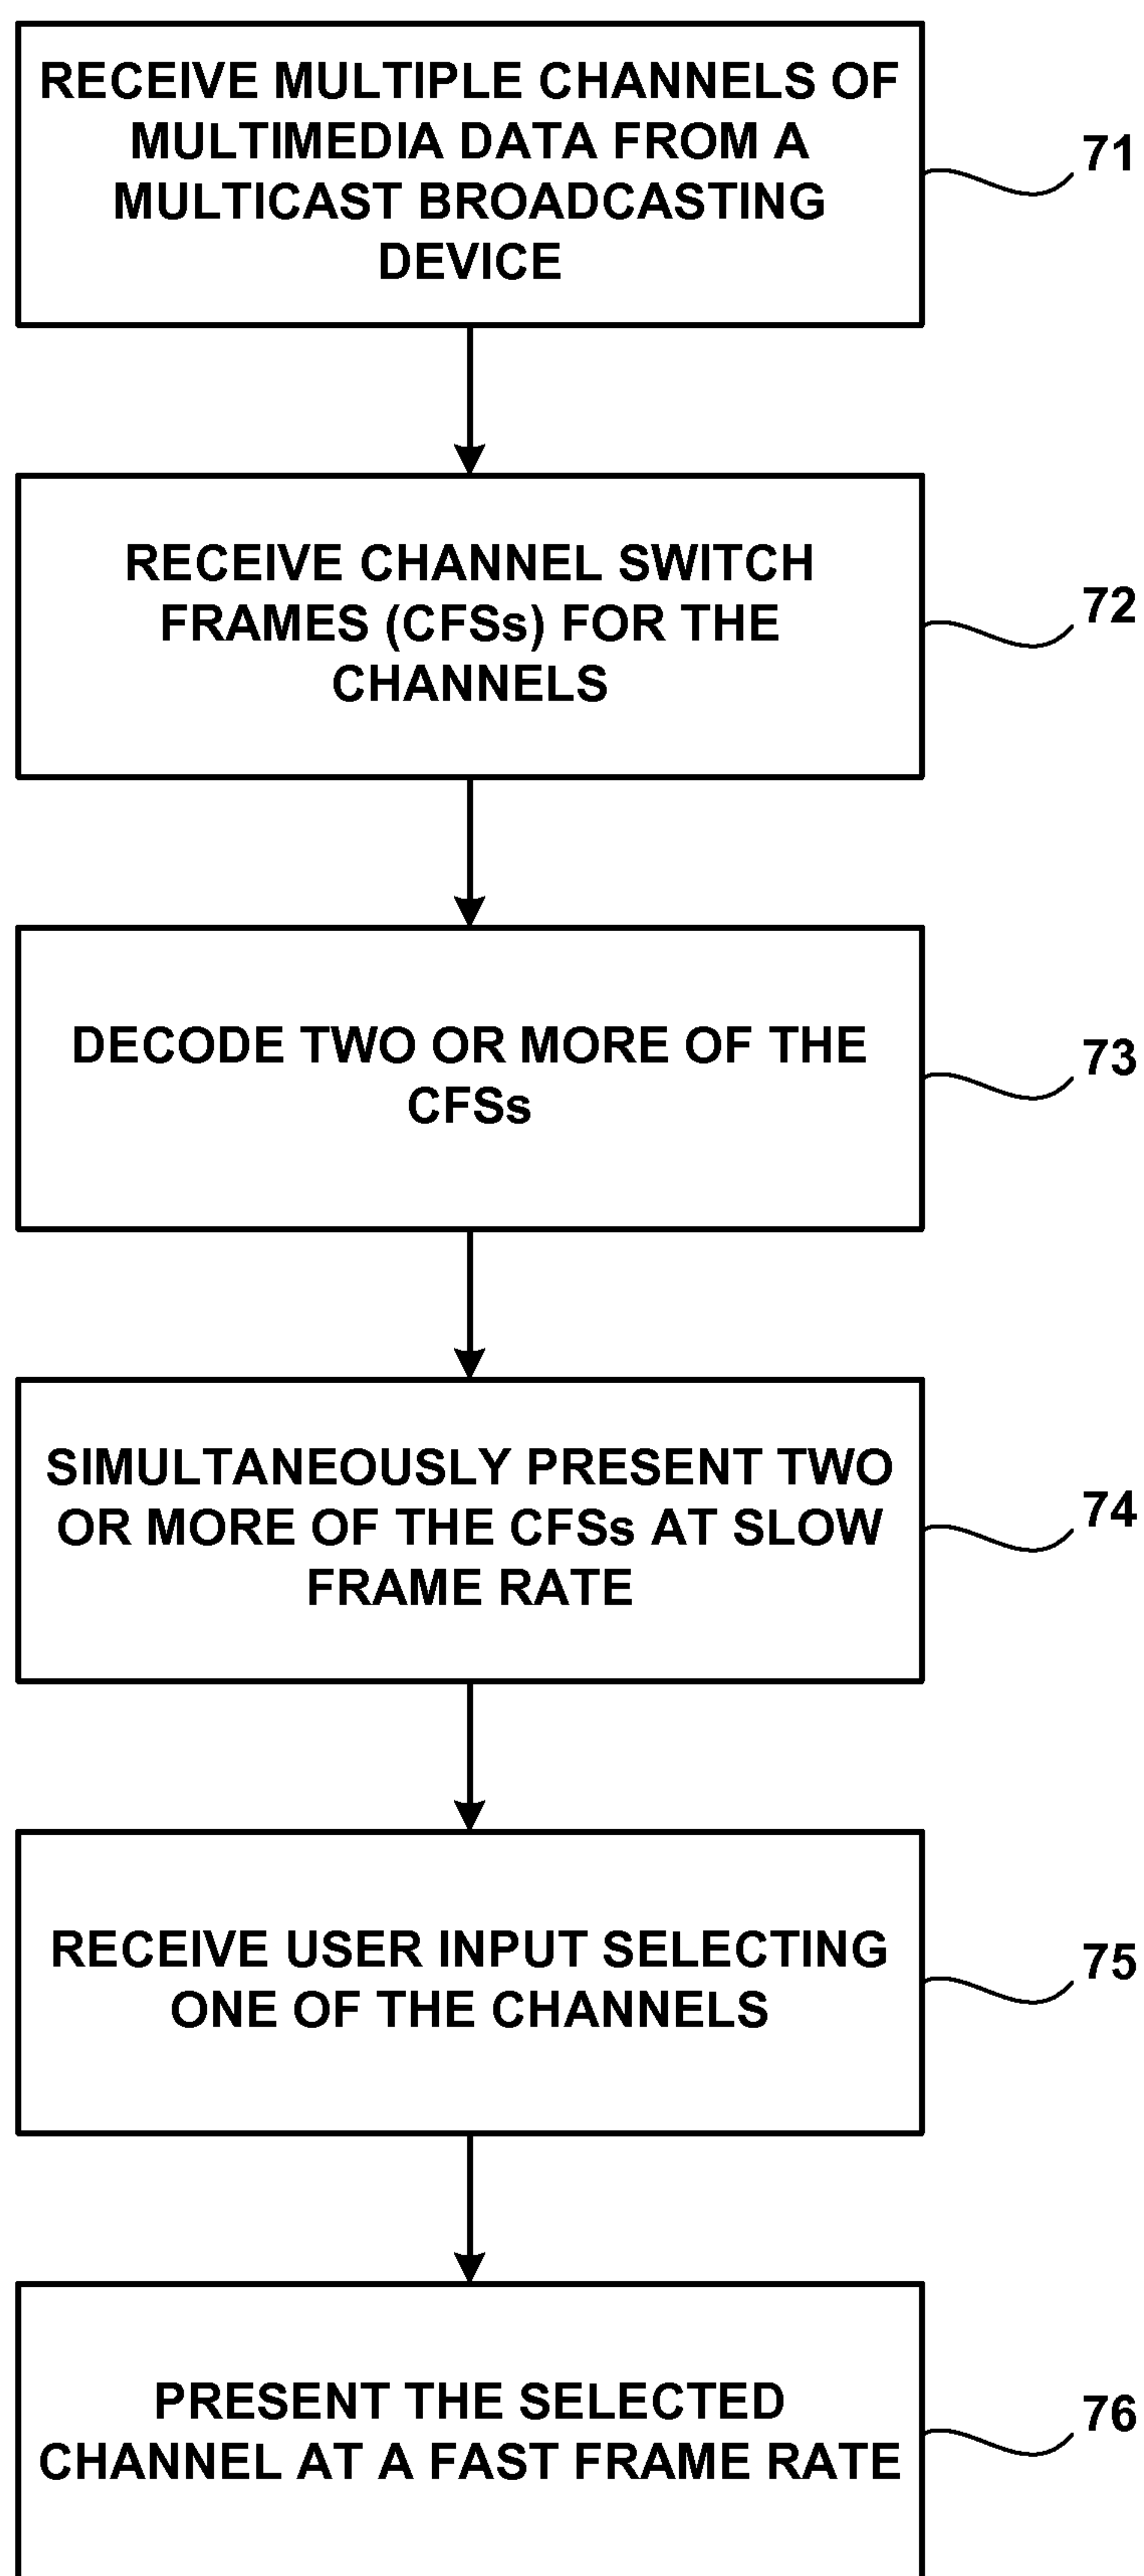 RECEIVE MULTIPLE CHANNELS OF
MULTIMEDIA DATA FROM A
MULTICAST BROADCASTING
DEVICE
71
RECEIVE CHANNEL SWITCH
FRAMES (CFSs) FOR THE
CHANNELS
72
DECODE TWO OR MORE OF THE
CFSs
73
SIMULTANEOUSLY PRESENT TWO
OR MORE OF THE CFSs AT SLOW
FRAME RATE
74
RECEIVE USER INPUT SELECTING
ONE OF THE CHANNELS
75
PRESENT THE SELECTED
CHANNEL AT A FAST FRAME RATE
76